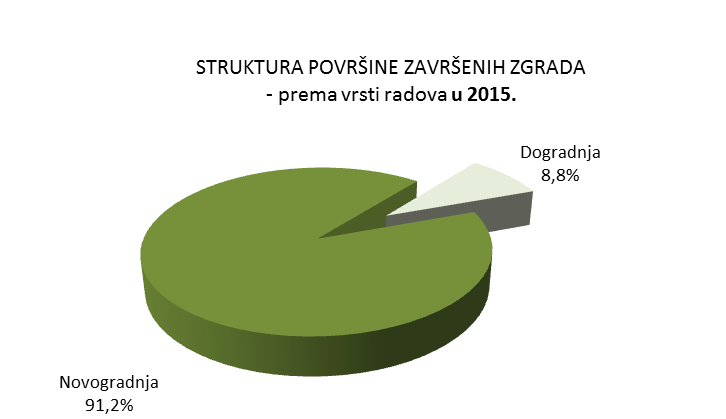 STRUKTURA POVRŠINE ZAVRŠENIH ZGRADA
- prema vrsti radova u 2015.
Dogradnja
8,8%
Novogradnja
91,2%